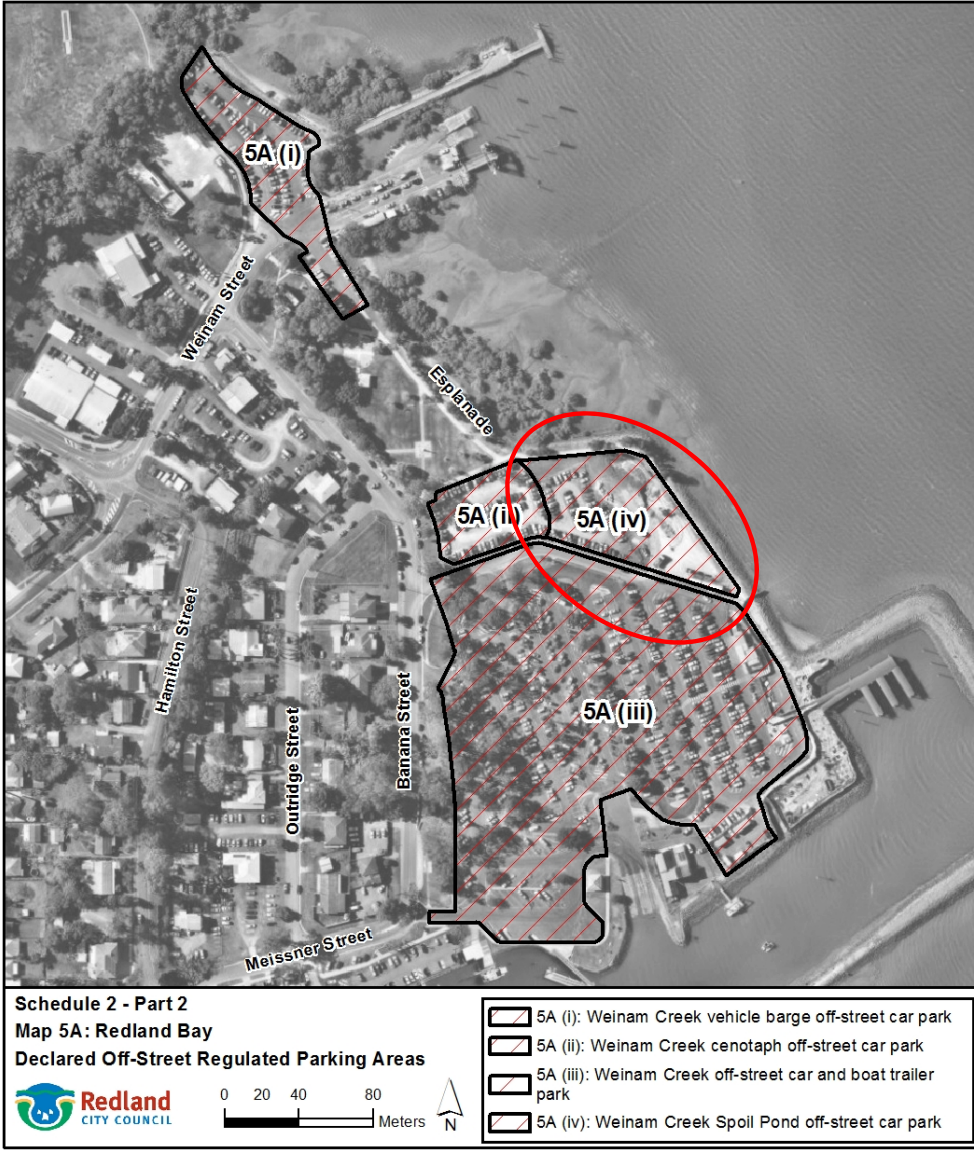 5A (i)
Weinam Street
Esplanade
5A (ii)
5A (iv)
Hamilton Street
5A (iii)
Banana Street
Outridge Street
Meissner Street
Schedule 2 - Part 2
Map 5A: Redland Bay
Declared Off-Street Regulated Parking Areas
Redland
CITY COUNCIL
0 20 40 80
Meters
N
5A (i): Weinam Creek vehicle barge off-street car park
5A (ii): Weinam Creek cenotaph off-street car park
5A (iii): Weinam Creek off-street car and boat trailer
park
5A (iv): Weinam Creek Spoil Pond off-street car park